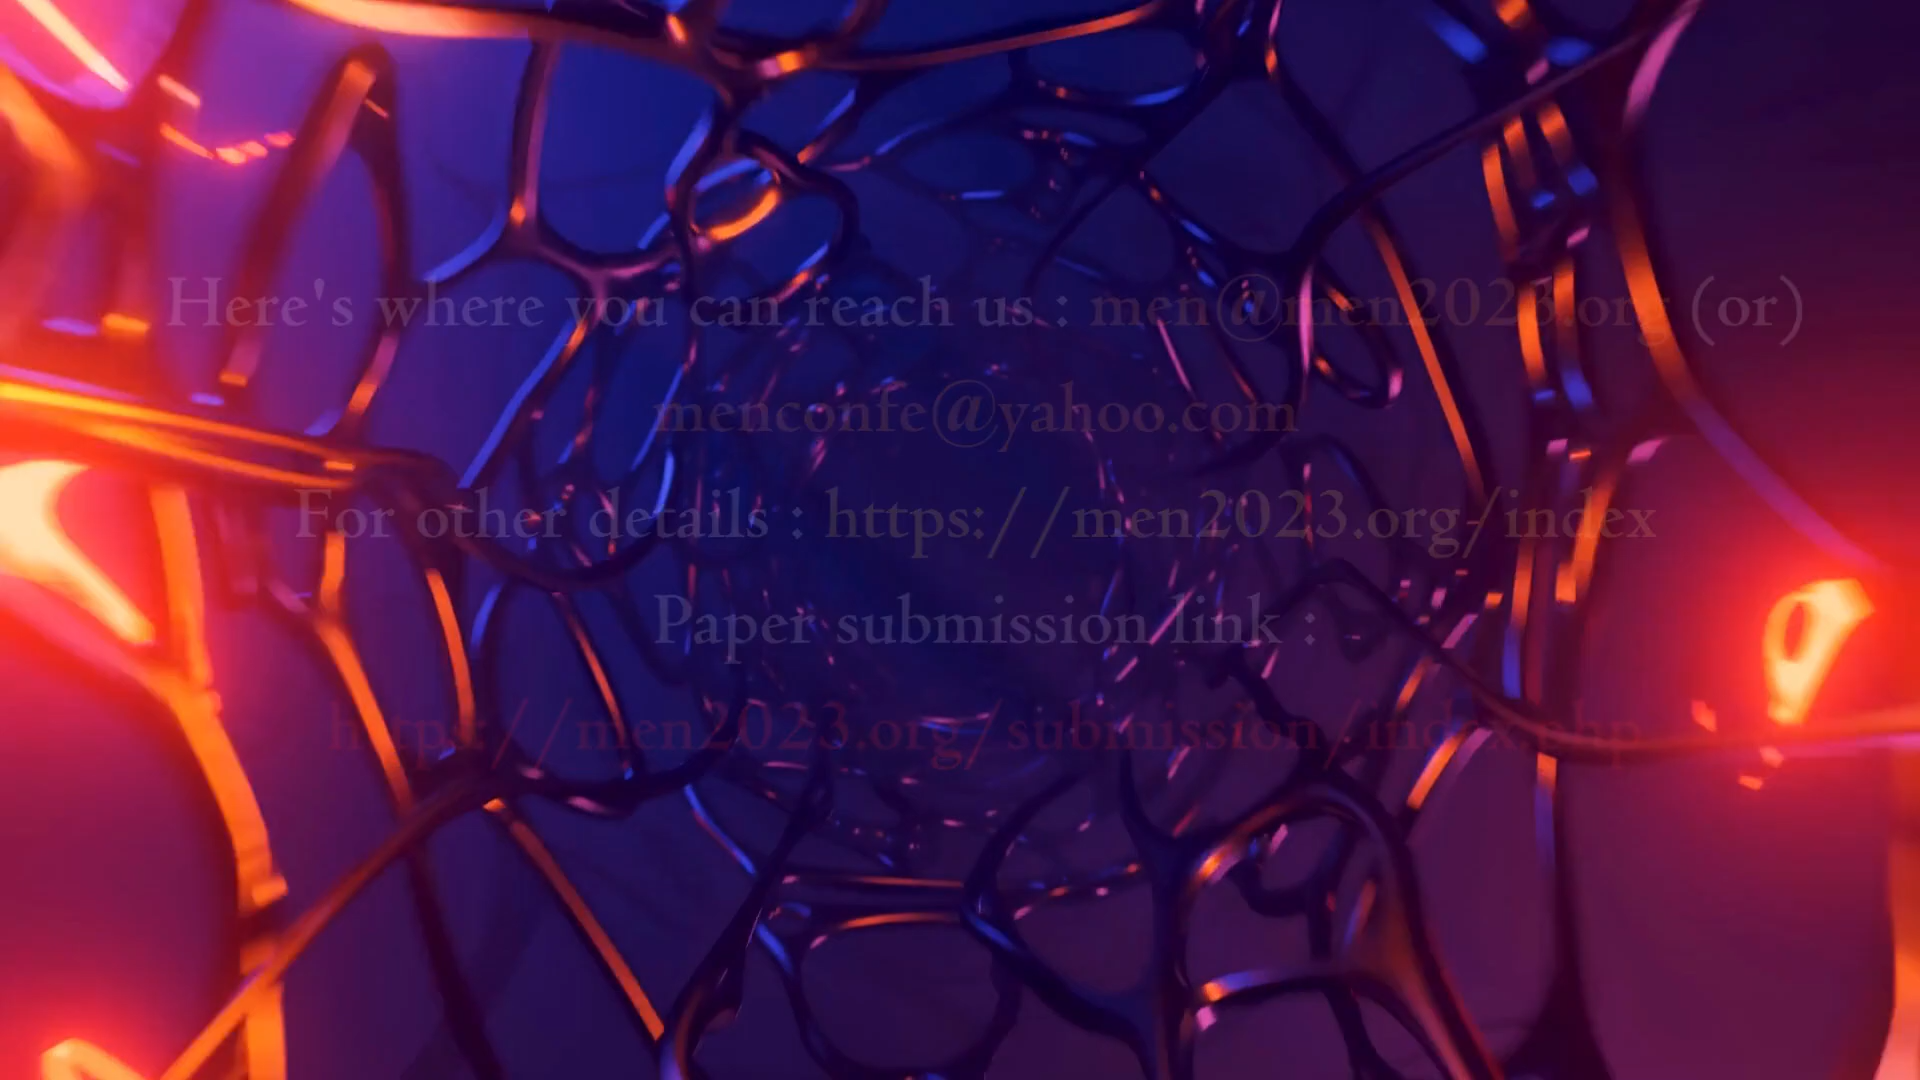 Here's where you can reach us : men@men2023.org (or)
menconfe@yahoo.com
For other details : https://men2023.org/index
Paper submission link :
https://men2023.org/submission/index.php